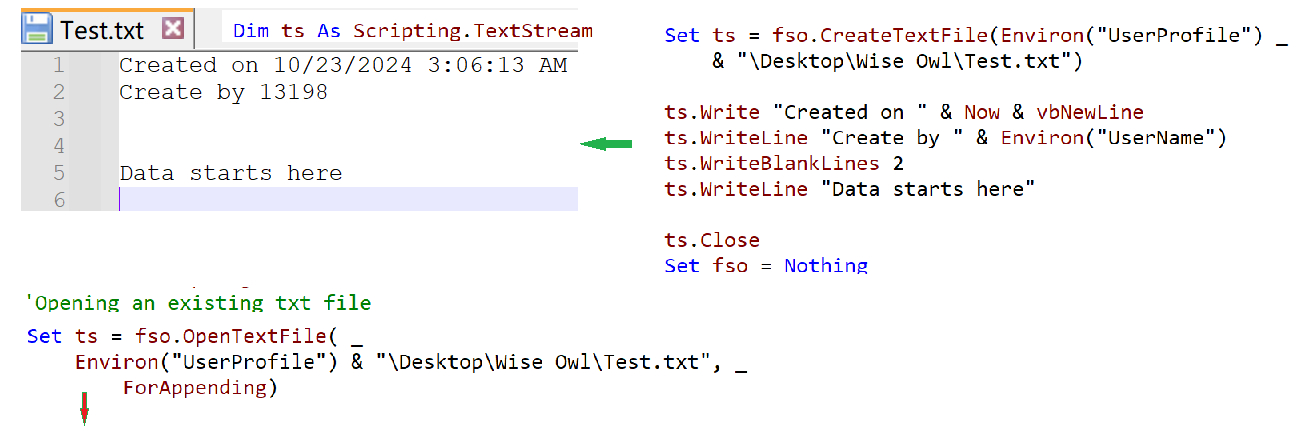 Test.txt
Dim ts As Scripting.TextStream
1 Created on 10/23/2024 3:06:13 AM
2 Create by 13198
3
4
5 Data starts here
6
Set ts = fso.CreateTextFile(Environ("UserProfile") _
& "\Desktop\Wise Owl\Test.txt")
ts.Write "Created on " & Now & vbNewLine
ts.WriteLine "Create by " & Environ("UserName")
ts.WriteBlankLines 2
ts.WriteLine "Data starts here"
ts.Close
Set fso = Nothing
'Opening an existing txt file
Set ts = fso.OpenTextFile( _
Environ("UserProfile") & "\Desktop\Wise Owl\Test.txt", _
ForAppending)